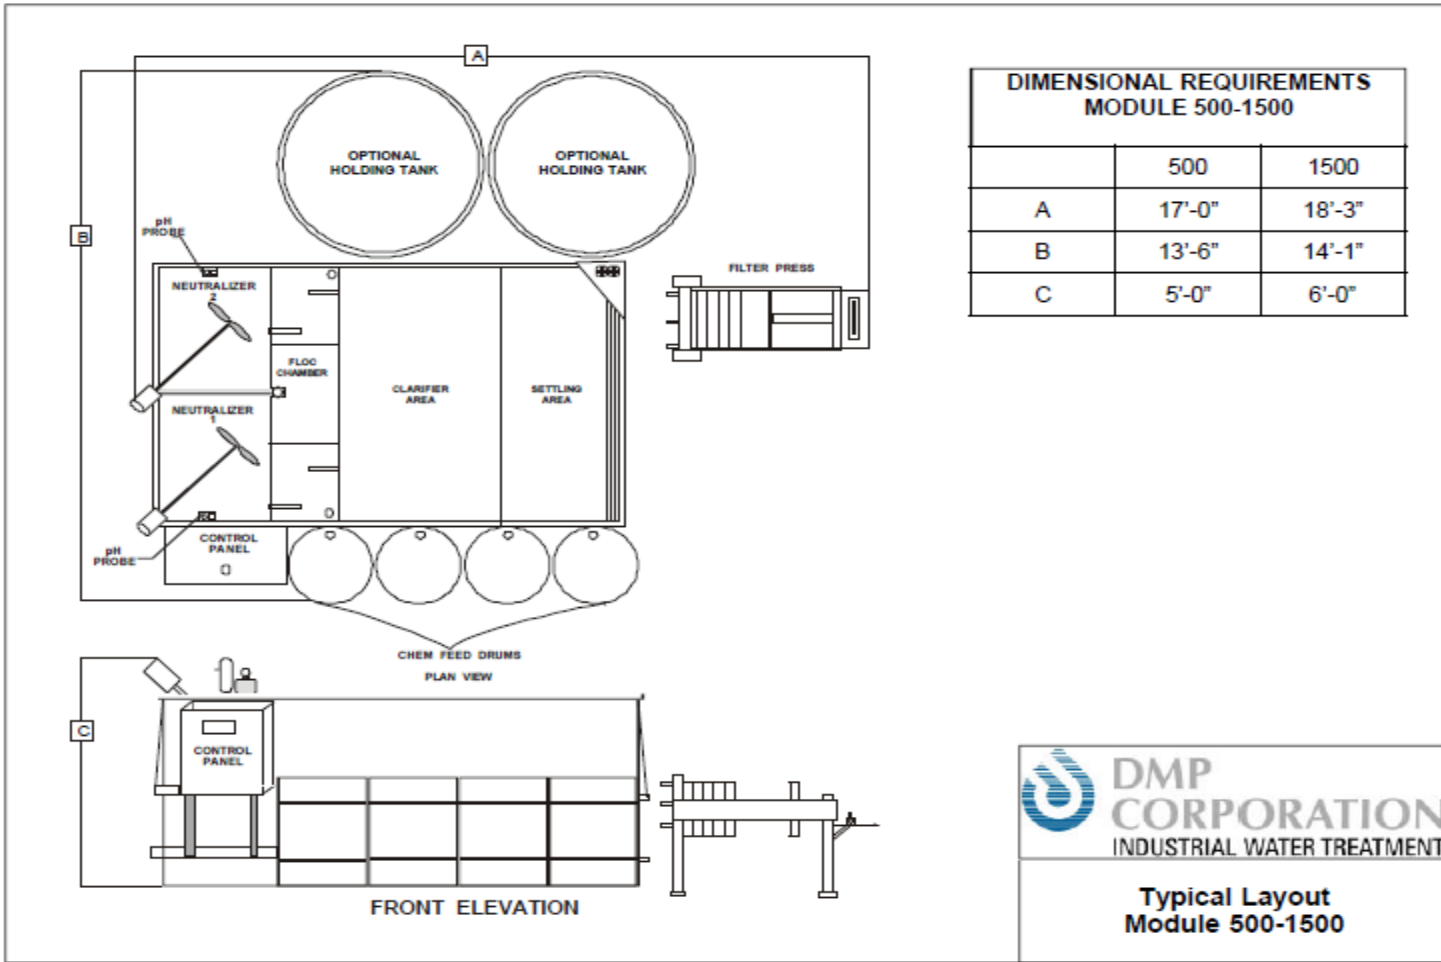 A
DIMENSIONAL REQUIREMENTS
MODULE 500-1500
500 1500
A 17'-0" 18'-3"
B 13'-6" 14'-1"
C 5'-0" 6'-0"
OPTIONAL
HOLDING TANK
OPTIONAL
HOLDING TANK
B
pH
PROBE
NEUTRALIZER
2
FLOC
CHAMBER
NEUTRALIZER
1
CLARIFIER
AREA
SETTLING
AREA
FILTER PRESS
pH
PROBE
CONTROL
PANEL
CHEM FEED DRUMS
PLAN VIEW
C
CONTROL
PANEL
FRONT ELEVATION
DMP
CORPORATION
INDUSTRIAL WATER TREATMENT
Typical Layout
Module 500-1500